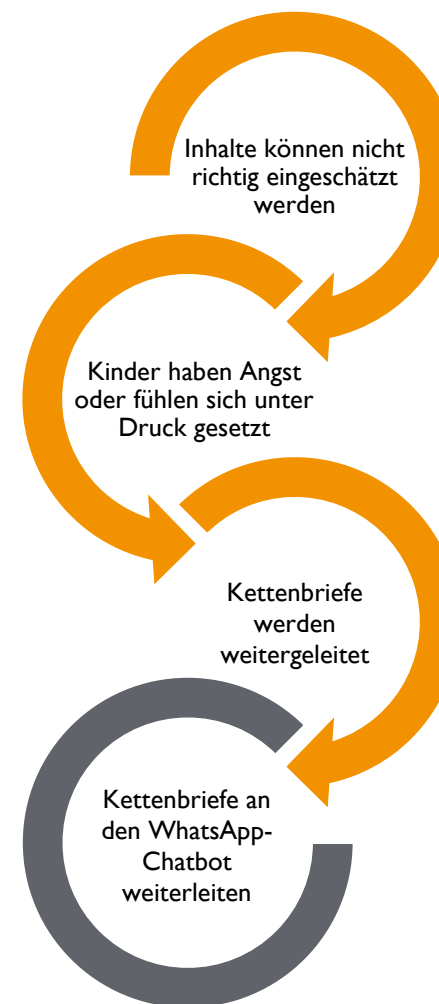 Inhalte können nicht
richtig eingeschätzt
werden
Kinder haben Angst
oder fühlen sich unter
Druck gesetzt
Kettenbriefe
werden
weitergeleitet
Kettenbriefe an
den WhatsApp-
Chatbot
weiterleiten